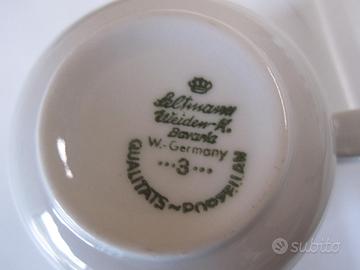 Seltmann
Weiden-K.
Bavaria
W.-Germany
...3...
QUALITÄTS~PORZELLAN
subito